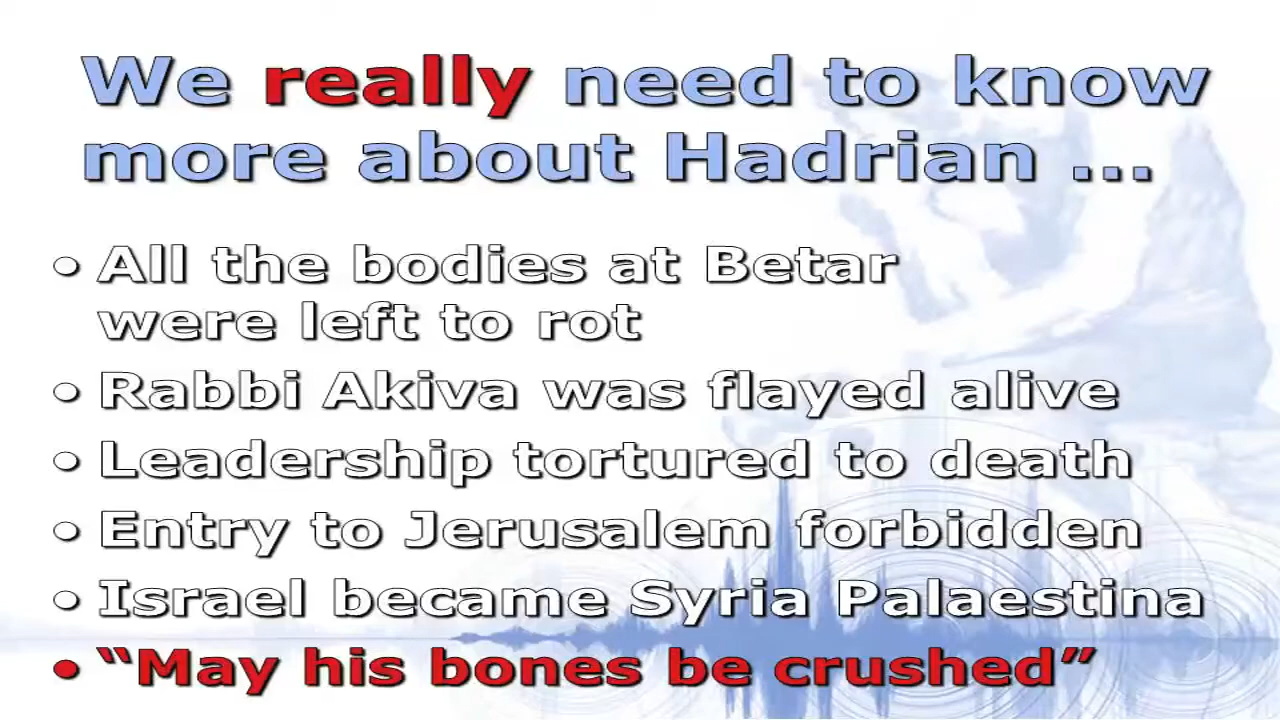 We really need to know
more about Hadrian ...
• All the bodies at Betar
were left to rot
• Rabbi Akiva was flayed alive
• Leadership tortured to death
• Entry to Jerusalem forbidden
• Israel became Syria Palaestina
• “May his bones be crushed”